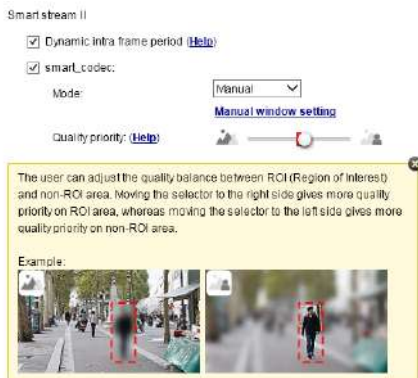 Smart stream II
Dynamic intra frame period (Help)
smart_codec:
Mode: Manual
Manual window setting
Quality priority: (Help)
The user can adjust the quality balance between ROI (Region of Interest)
and non-ROI area. Moving the selector to the right side gives more quality
priority on ROI area, whereas moving the selector to the left side gives more
quality priority on non-ROI area.
Example: